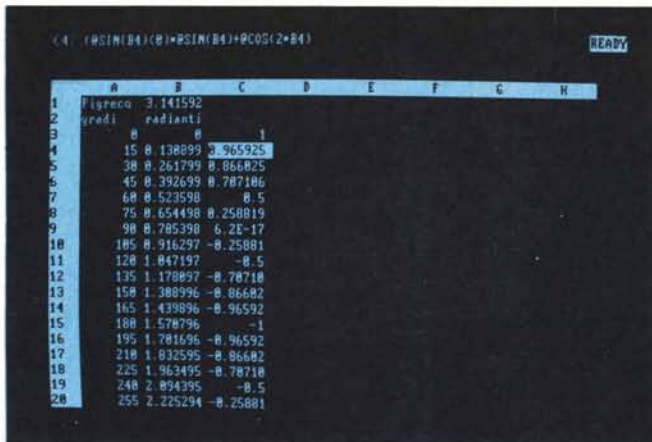 C4: (@SIN(B4)<0)*@SIN(B4)+@COS(2*B4)
READY
A B C D E F G H
1 Pigreco 3.141592
2 gradi radianti
3 0 0 1
4 15 0.130899 0.965925
5 30 0.261799 0.866025
6 45 0.392699 0.707106
7 60 0.523598 0.5
8 75 0.654498 0.258819
9 90 0.785398 6.2E-17
10 105 0.916297 -0.25881
11 120 1.047197 -0.5
12 135 1.178097 -0.70710
13 150 1.308996 -0.86602
14 165 1.439896 -0.96592
15 180 1.570796 -1
16 195 1.701696 -0.96592
17 210 1.832595 -0.86602
18 225 1.963495 -0.70710
19 240 2.094395 -0.5
20 255 2.225294 -0.25881